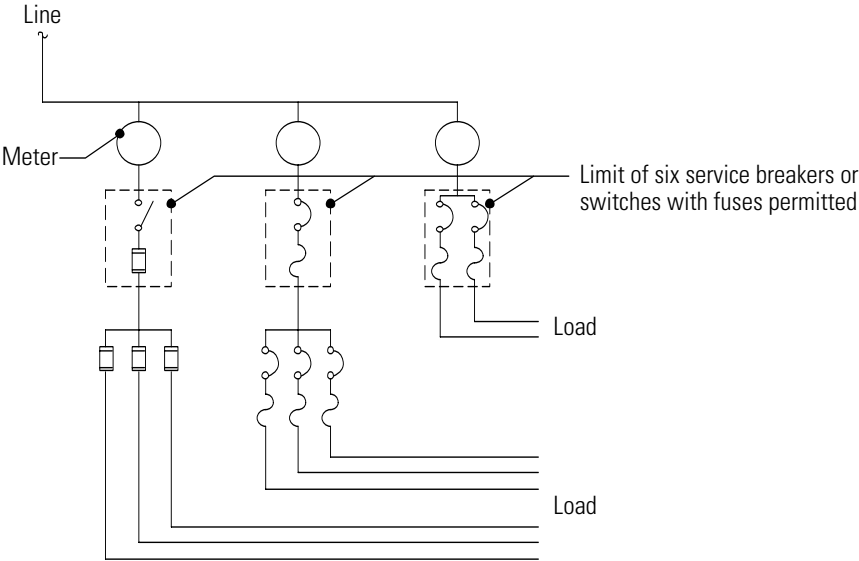 Line
Meter
Limit of six service breakers or
switches with fuses permitted
Load
Load